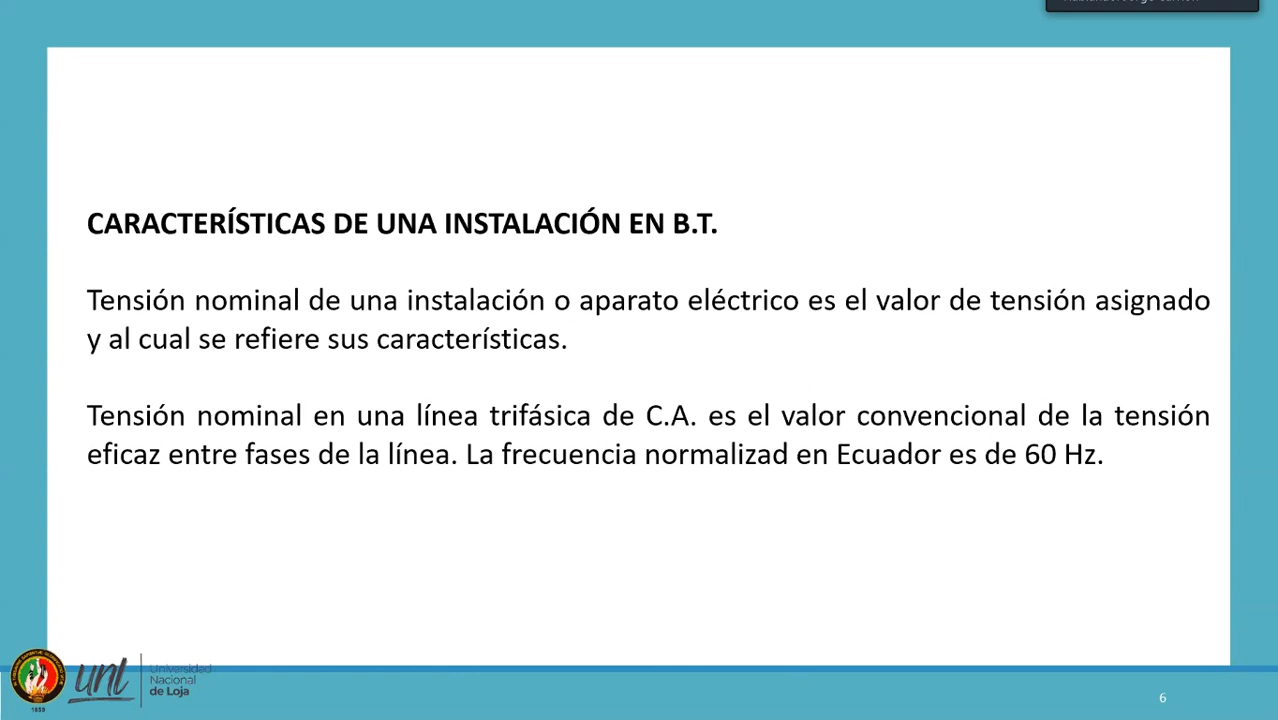 CARACTERÍSTICAS DE UNA INSTALACIÓN EN B.T.
Tensión nominal de una instalación o aparato eléctrico es el valor de tensión asignado
y al cual se refiere sus características.
Tensión nominal en una línea trifásica de C.A. es el valor convencional de la tensión
eficaz entre fases de la línea. La frecuencia normalizad en Ecuador es de 60 Hz.
unl
Universidad
Nacional
de Loja
1859
6